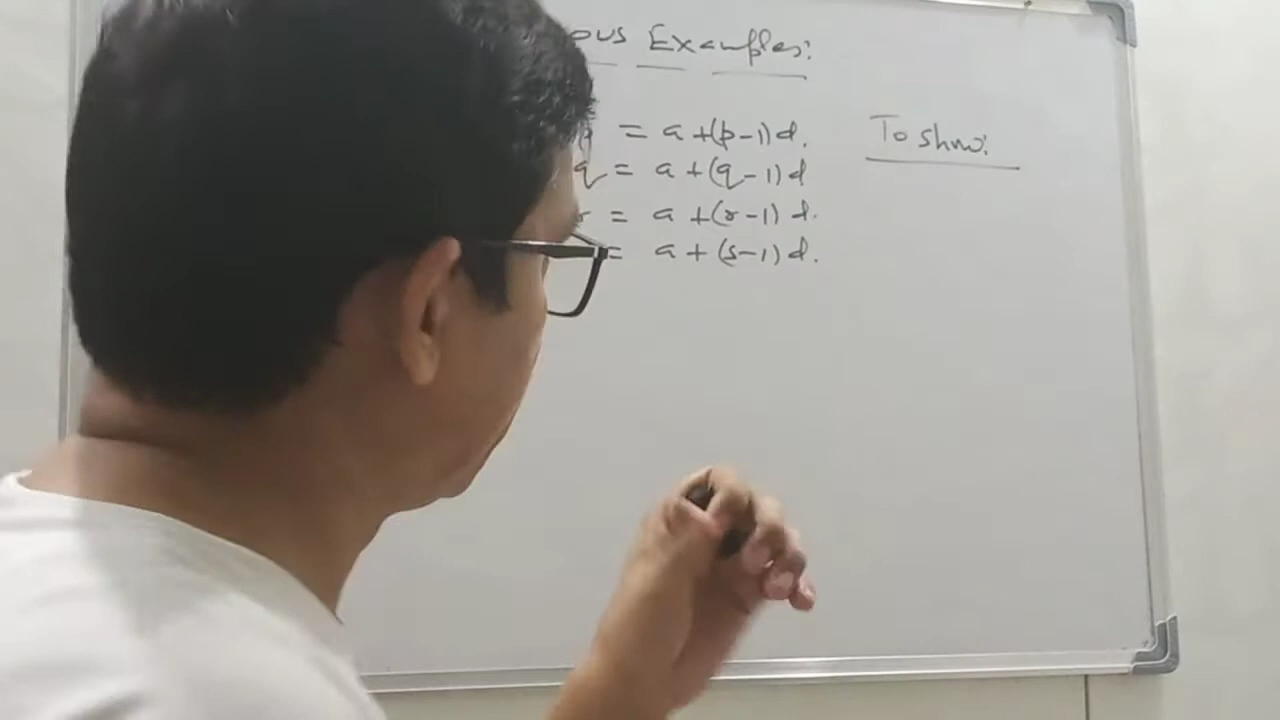 ous Examples:
= a + (p-1) d.
To show:
q = a + (q-1) d
= a + (r-1) d.
= a + (s-1) d.